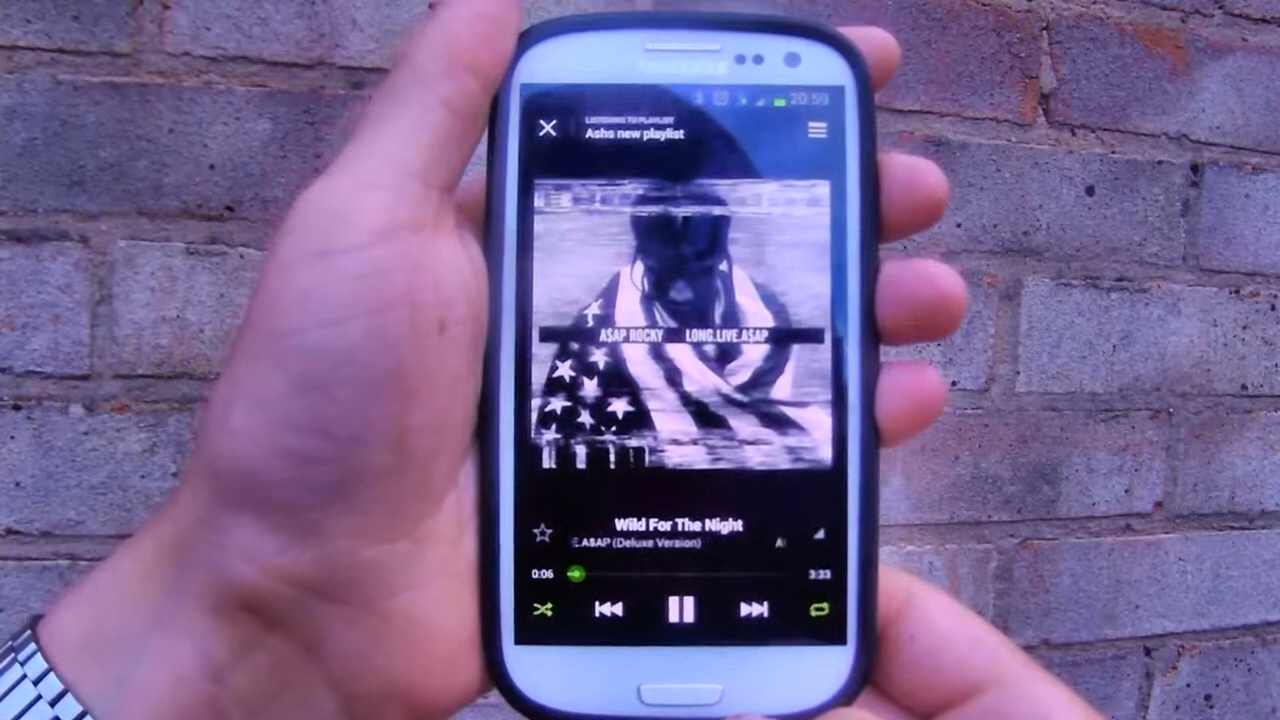 20:59
LISTENING TO PLAYLIST
Ashs new playlist
A$AP ROCKY LONG.LIVE.A$AP
Wild For The Night
E.A$AP (Deluxe Version) A
0:06 3:33